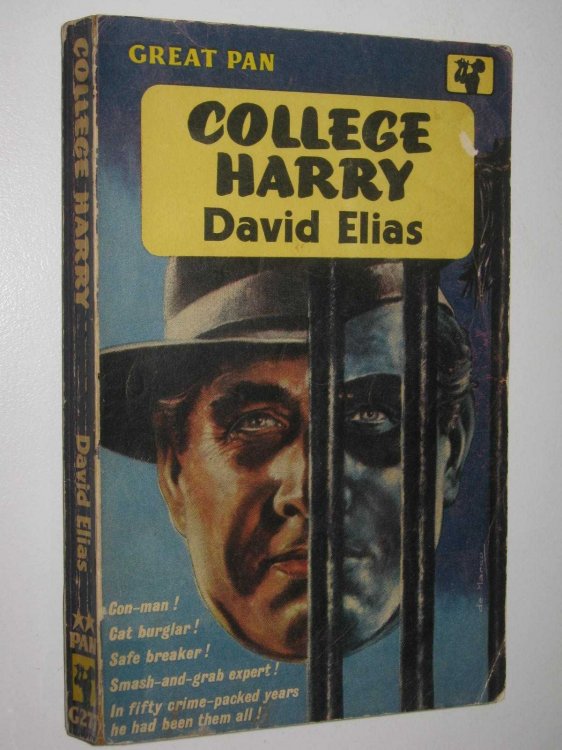 GREAT PAN
COLLEGE
HARRY
David Elias
Con-man!
Cat burglar!
Safe breaker!
Smash-and-grab expert!
In fifty crime-packed years
he had been them all!
COLLEGE HARRY
David Elias
PAN